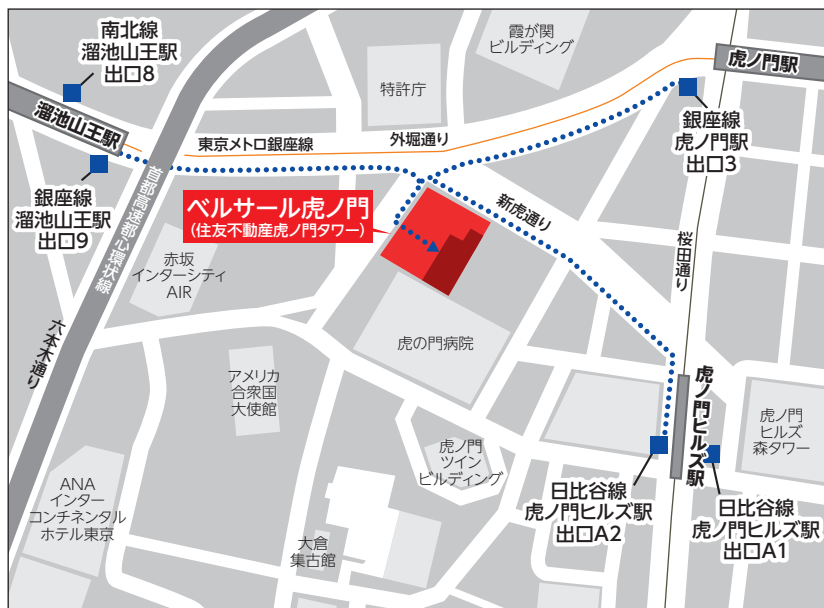 南北線
溜池山王駅
出口8
霞が関
ビルディング
虎ノ門駅
特許庁
溜池山王駅
東京メトロ銀座線
外堀通り
銀座線
虎ノ門駅
出口3
銀座線
溜池山王駅
出口9
首都高速都心環状線
ベルサール虎ノ門
(住友不動産虎ノ門タワー)
新虎通り
桜田通り
赤坂
インターシティ
AIR
六本木通り
虎の門病院
アメリカ
合衆国
大使館
虎ノ門ヒルズ駅
虎ノ門
ヒルズ
森タワー
虎ノ門
ツイン
ビルディング
ANA
インター
コンチネンタル
ホテル東京
日比谷線
虎ノ門ヒルズ駅
出口A2
日比谷線
虎ノ門ヒルズ駅
出口A1
大倉
集古館